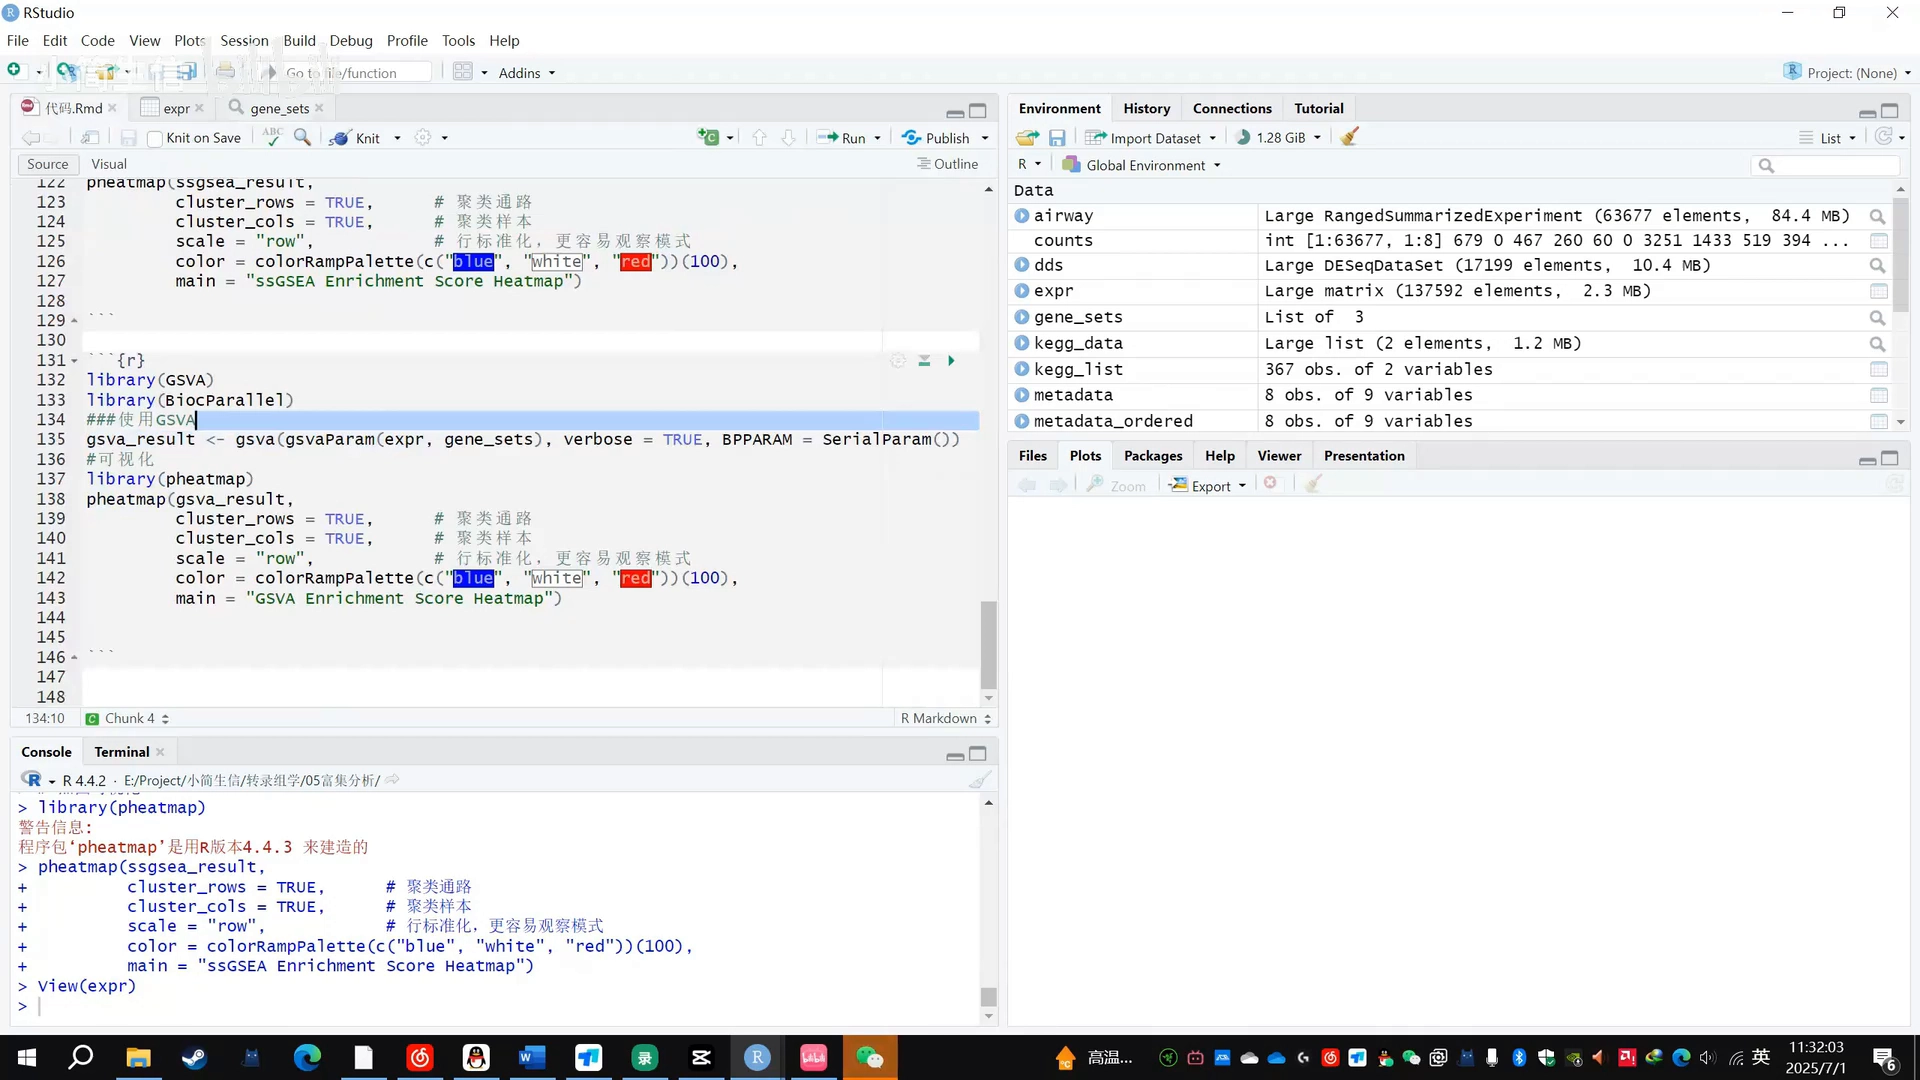 RStudio
File Edit Code View Plots Session Build Debug Profile Tools Help
Go to file/function Addins Project: (None)
代码.Rmd expr gene_sets
Knit on Save Knit Run Publish
Source Visual Outline
122 pheatmap(ssgsea_result,
123 cluster_rows = TRUE, # 聚类通路
124 cluster_cols = TRUE, # 聚类样本
125 scale = "row", # 行标准化，更容易观察模式
126 color = colorRampPalette(c("blue", "white", "red"))(100),
127 main = "ssGSEA Enrichment Score Heatmap")
128
129 ```
130
131 ```{r}
132 library(GSVA)
133 library(BiocParallel)
134 ###使用GSVA
135 gsva_result <- gsva(gsvaParam(expr, gene_sets), verbose = TRUE, BPPARAM = SerialParam())
136 #可视化
137 library(pheatmap)
138 pheatmap(gsva_result,
139 cluster_rows = TRUE, # 聚类通路
140 cluster_cols = TRUE, # 聚类样本
141 scale = "row", # 行标准化，更容易观察模式
142 color = colorRampPalette(c("blue", "white", "red"))(100),
143 main = "GSVA Enrichment Score Heatmap")
144
145
146 ```
147
148
134:10 Chunk 4 R Markdown
Console Terminal
R 4.4.2 · E:/Project/小简生信/转录组学/05富集分析/
> library(pheatmap)
警告信息:
程序包‘pheatmap’是用R版本4.4.3 来建造的
> pheatmap(ssgsea_result,
+ cluster_rows = TRUE, # 聚类通路
+ cluster_cols = TRUE, # 聚类样本
+ scale = "row", # 行标准化，更容易观察模式
+ color = colorRampPalette(c("blue", "white", "red"))(100),
+ main = "ssGSEA Enrichment Score Heatmap")
> View(expr)
>
Environment History Connections Tutorial
Import Dataset 1.28 GiB List
R Global Environment
Data
airway Large RangedSummarizedExperiment (63677 elements, 84.4 MB)
counts int [1:63677, 1:8] 679 0 467 260 60 0 3251 1433 519 394 ...
dds Large DESeqDataSet (17199 elements, 10.4 MB)
expr Large matrix (137592 elements, 2.3 MB)
gene_sets List of 3
kegg_data Large list (2 elements, 1.2 MB)
kegg_list 367 obs. of 2 variables
metadata 8 obs. of 9 variables
metadata_ordered 8 obs. of 9 variables
Files Plots Packages Help Viewer Presentation
Zoom Export
高温... 英 11:32:03
2025/7/1
6